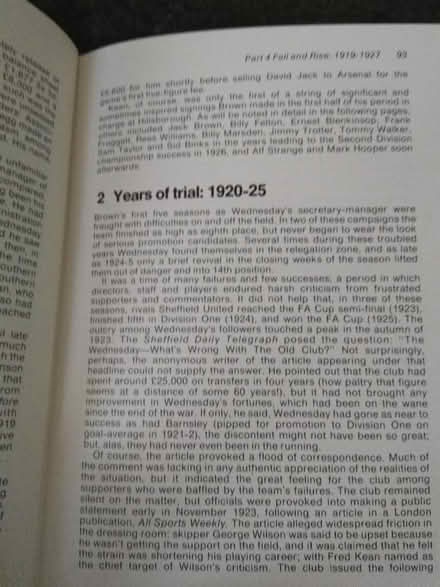 Part 4 Fall and Rise: 1919-1927 93
£5,600 for him shortly before selling David Jack to Arsenal for the
game's first five-figure fee.
Kean, of course, was only the first of a string of significant and
sometimes inspired signings Brown made in the first half of his period in
charge at Hillsborough. As will be noted in detail in the following pages,
others included Jack Brown, Billy Felton, Ernest Blenkinsop, Frank
Froggatt, Rees Williams, Billy Marsden, Jimmy Trotter, Tommy Walker,
Sam Taylor and Sid Binks in the years leading to the Second Division
championship success in 1926, and Alf Strange and Mark Hooper soon
afterwards.
2 Years of trial: 1920-25
Brown's first five seasons as Wednesday's secretary-manager were
fraught with difficulties on and off the field. In two of these campaigns the
team finished as high as eighth place, but never began to wear the look
of serious promotion candidates. Several times during these troubled
years Wednesday found themselves in the relegation zone, and as late
as 1924-5 only a brief revival in the closing weeks of the season lifted
them out of danger and into 14th position.
It was a time of many failures and few successes, a period in which
directors, staff and players endured harsh criticism from frustrated
supporters and commentators. It did not help that, in three of these
seasons, rivals Sheffield United reached the FA Cup semi-final (1923),
finished fifth in Division One (1924), and won the FA Cup (1925). The
outcry among Wednesday's followers touched a peak in the autumn of
1923. The Sheffield Daily Telegraph posed the question: "The
Wednesday—What's Wrong With The Old Club?" Not surprisingly,
perhaps, the anonymous writer of the article appearing under that
headline could not supply the answer. He pointed out that the club had
spent around £25,000 on transfers in four years (how paltry that figure
seems at a distance of some 60 years!), but it had not brought any
improvement in Wednesday's fortunes, which had been on the wane
since the end of the war. If only, he said, Wednesday had gone as near to
success as had Barnsley (pipped for promotion to Division One on
goal-average in 1921-2), the discontent might not have been so great;
but, alas, they had never even been in the running.
Of course, the article provoked a flood of correspondence. Much of
the comment was lacking in any authentic appreciation of the realities of
the situation, but it indicated the great feeling for the club among
supporters who were baffled by the team's failures. The club remained
silent on the matter, but officials were provoked into making a public
statement early in November 1923, following an article in a London
publication, All Sports Weekly. The article alleged widespread friction in
the dressing room: skipper George Wilson was said to be upset because
he wasn't getting the support on the field, and it was claimed that he felt
the strain was shortening his playing career; with Fred Kean named as
the chief target of Wilson's criticism. The club issued the following